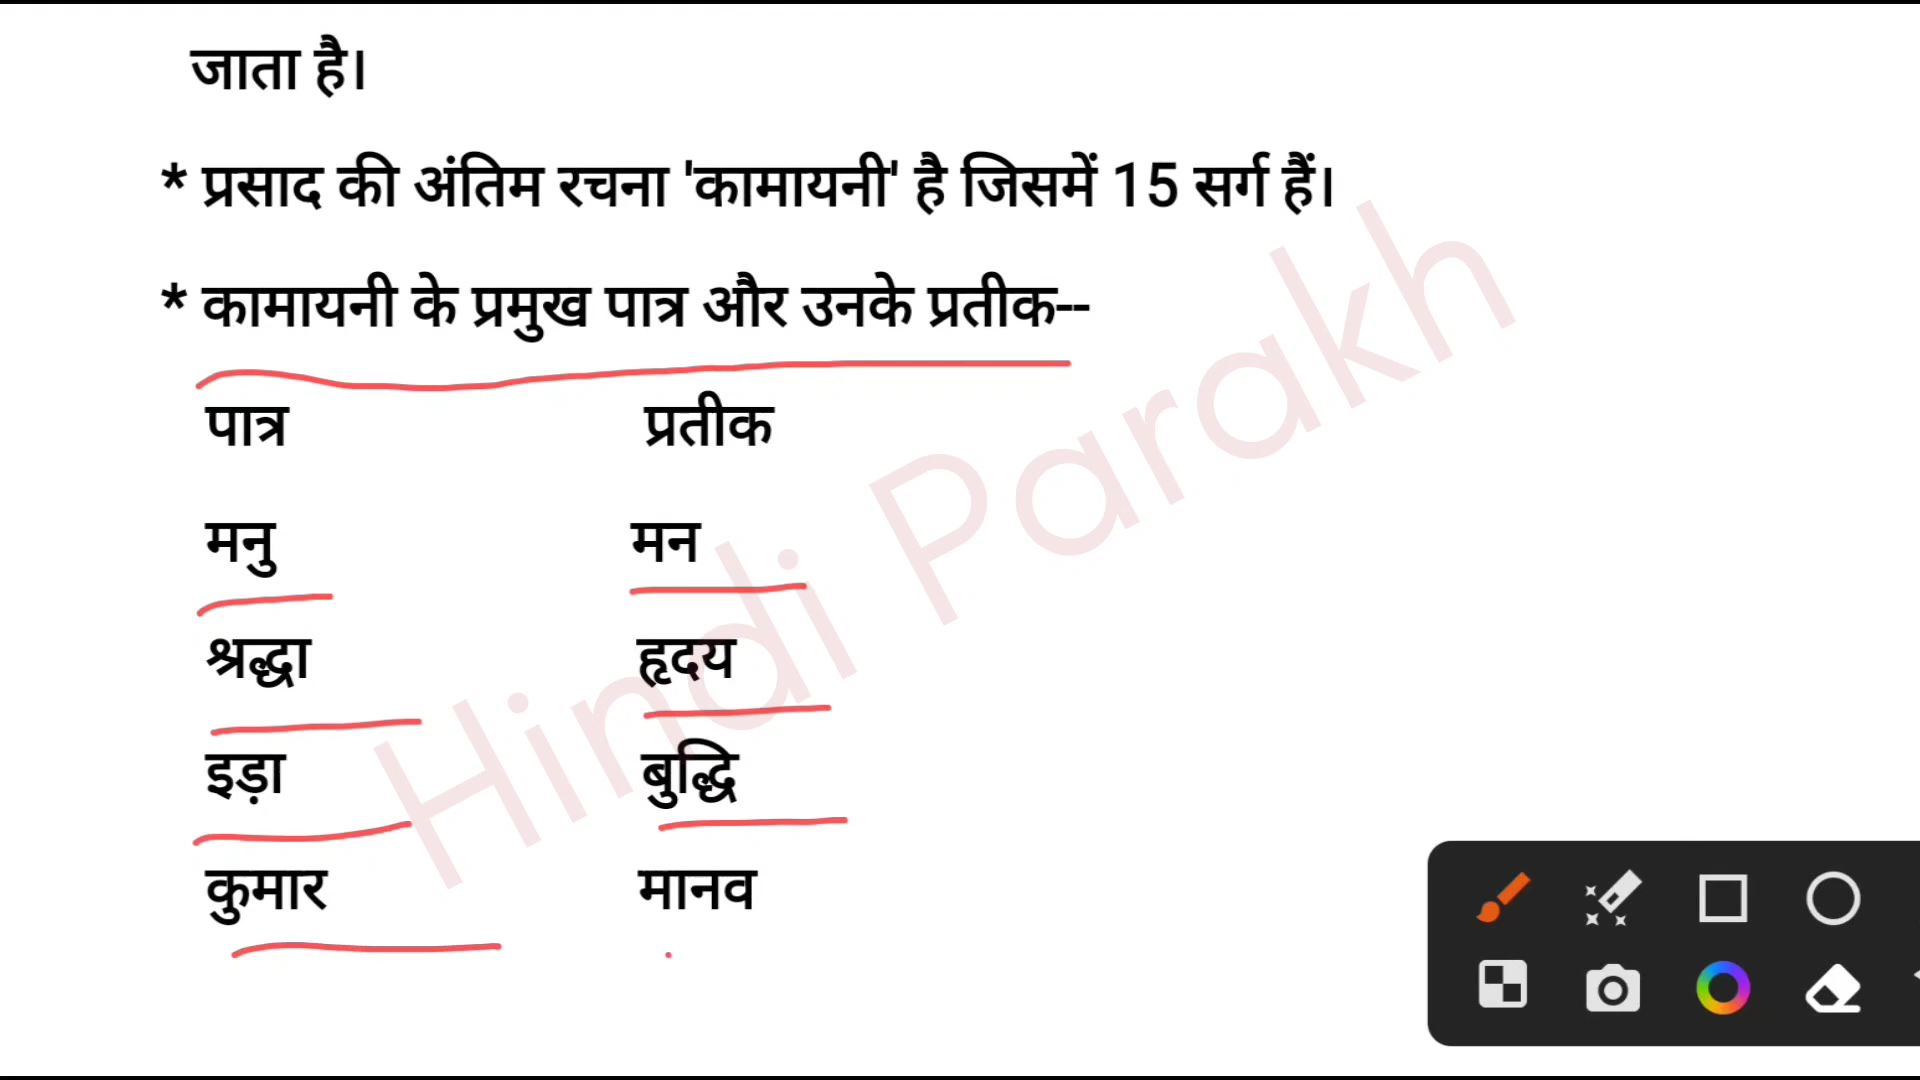 जाता है।
* प्रसाद की अंतिम रचना 'कामायनी' है जिसमें 15 सर्ग हैं।
* कामायनी के प्रमुख पात्र और उनके प्रतीक--
पात्र प्रतीक
मनु मन
श्रद्धा हृदय
इड़ा बुद्धि
कुमार मानव
Hindi Parakh